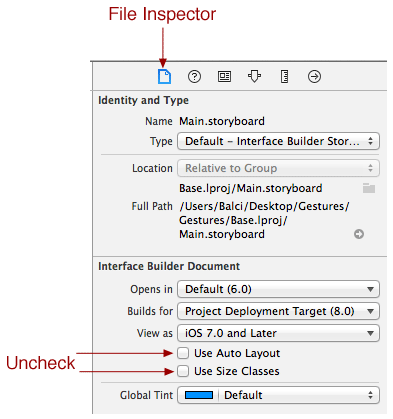 File Inspector
Identity and Type
Name Main.storyboard
Type Default - Interface Builder Stor...
Location Relative to Group
Base.lproj/Main.storyboard
Full Path /Users/Balci/Desktop/Gestures/
Gestures/Base.lproj/
Main.storyboard
Interface Builder Document
Opens in Default (6.0)
Builds for Project Deployment Target (8.0)
View as iOS 7.0 and Later
Uncheck
Use Auto Layout
Use Size Classes
Global Tint Default